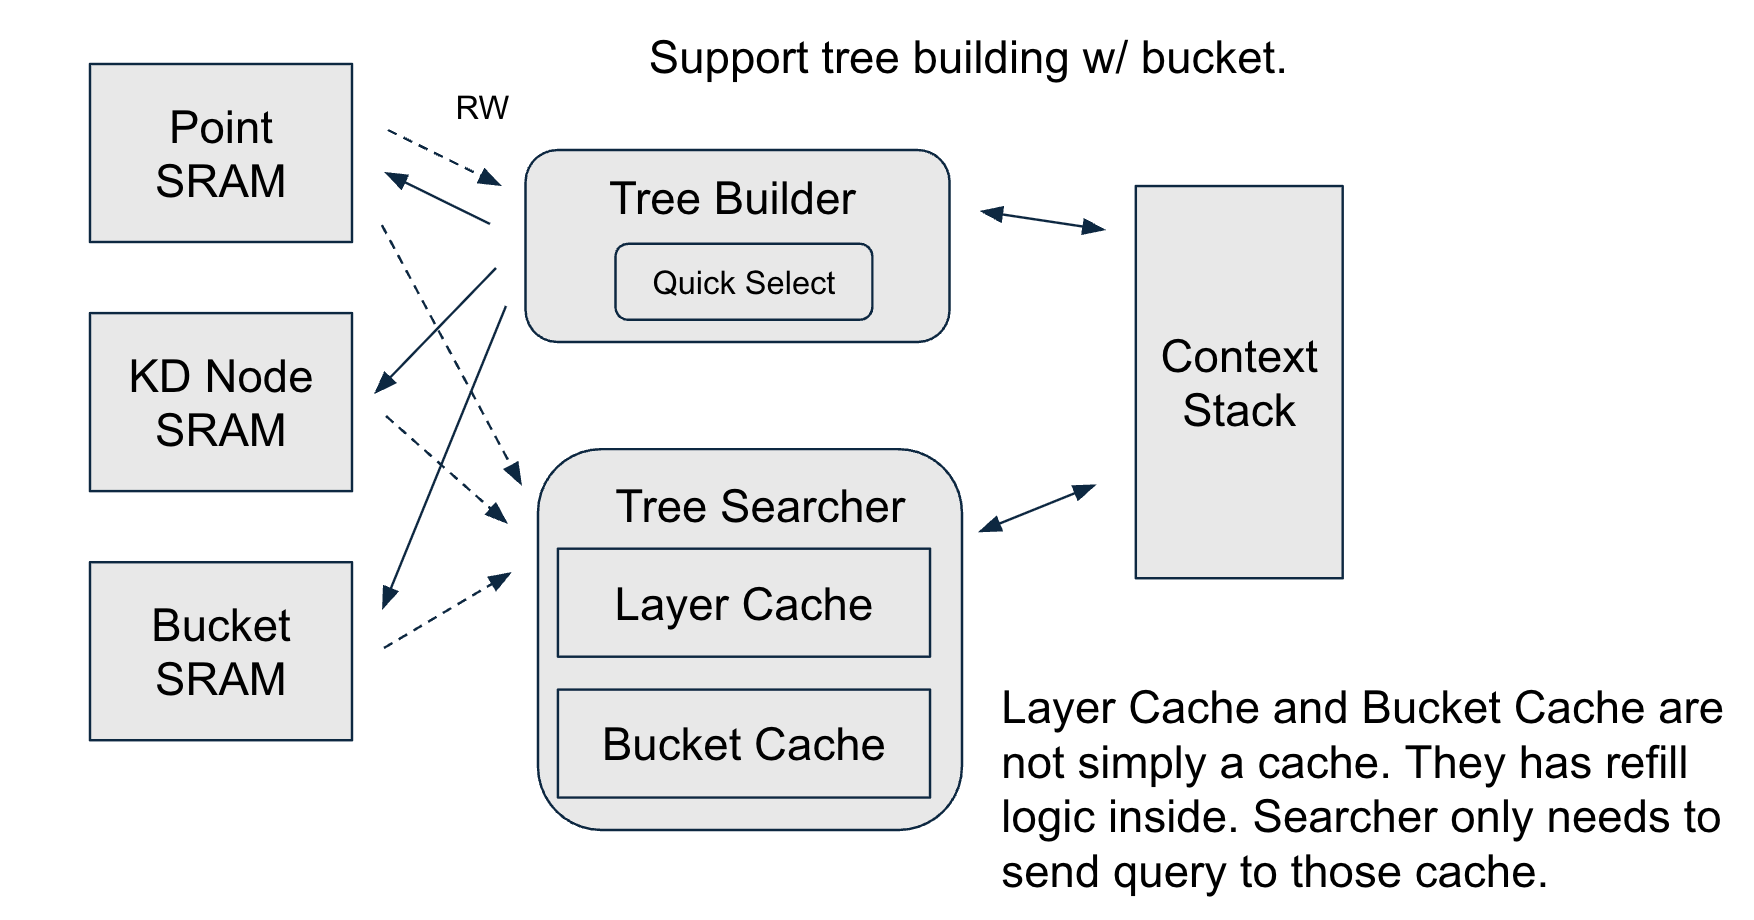 Support tree building w/ bucket.
Point
SRAM
RW
Tree Builder
Quick Select
KD Node
SRAM
Context
Stack
Tree Searcher
Layer Cache
Bucket
SRAM
Bucket Cache
Layer Cache and Bucket Cache are
not simply a cache. They has refill
logic inside. Searcher only needs to
send query to those cache.